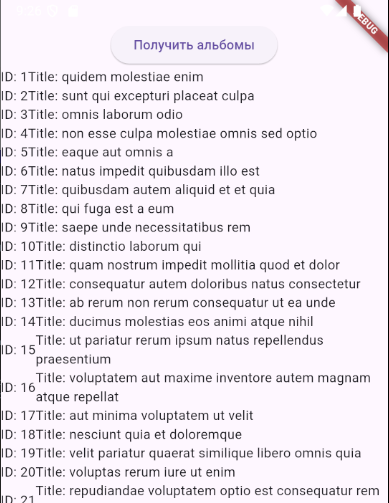 Получить альбомы
ID: 1Title: quidem molestiae enim
ID: 2Title: sunt qui excepturi placeat culpa
ID: 3Title: omnis laborum odio
ID: 4Title: non esse culpa molestiae omnis sed optio
ID: 5Title: eaque aut omnis a
ID: 6Title: natus impedit quibusdam illo est
ID: 7Title: quibusdam autem aliquid et et quia
ID: 8Title: qui fuga est a eum
ID: 9Title: saepe unde necessitatibus rem
ID: 10Title: distinctio laborum qui
ID: 11Title: quam nostrum impedit mollitia quod et dolor
ID: 12Title: consequatur autem doloribus natus consectetur
ID: 13Title: ab rerum non rerum consequatur ut ea unde
ID: 14Title: ducimus molestias eos animi atque nihil
ID: 15Title: ut pariatur rerum ipsum natus repellendus
praesentium
ID: 16Title: voluptatem aut maxime inventore autem magnam
atque repellat
ID: 17Title: aut minima voluptatem ut velit
ID: 18Title: nesciunt quia et doloremque
ID: 19Title: velit pariatur quaerat similique libero omnis quia
ID: 20Title: voluptas rerum iure ut enim
ID: 21Title: repudiandae voluptatem optio est consequatur rem